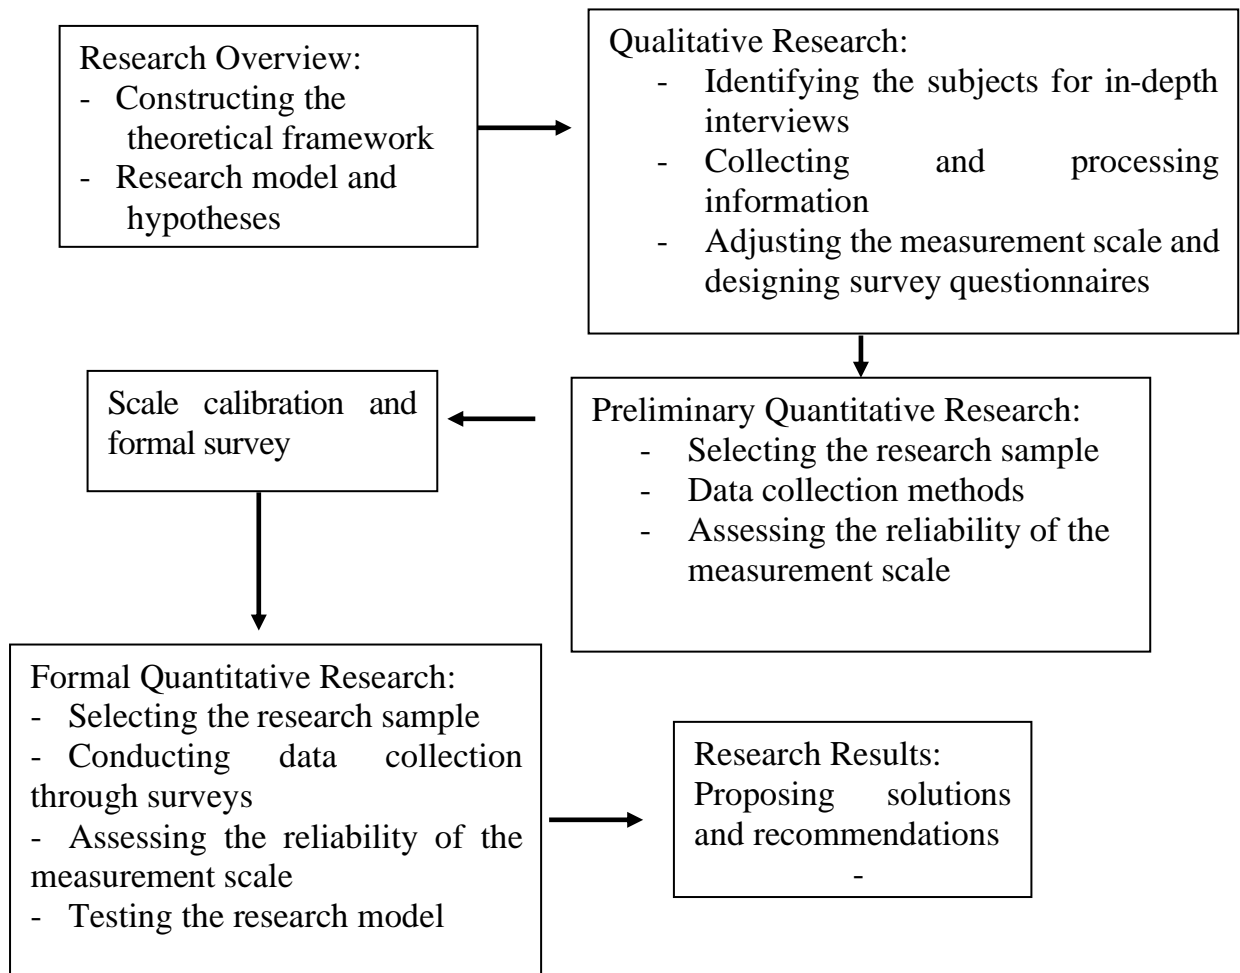 Research Overview:
- Constructing the
theoretical framework
- Research model and
hypotheses
Qualitative Research:
- Identifying the subjects for in-depth
interviews
- Collecting and processing
information
- Adjusting the measurement scale and
designing survey questionnaires
Preliminary Quantitative Research:
- Selecting the research sample
- Data collection methods
- Assessing the reliability of the
measurement scale
Scale calibration and
formal survey
Formal Quantitative Research:
- Selecting the research sample
- Conducting data collection
through surveys
- Assessing the reliability of the
measurement scale
- Testing the research model
Research Results:
Proposing solutions
and recommendations
-